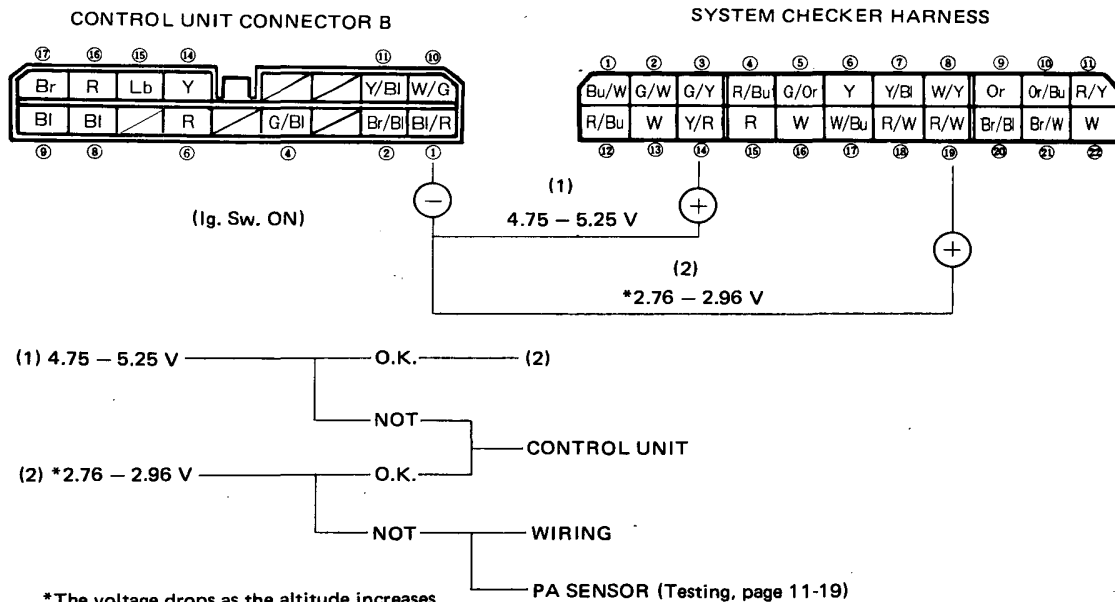 CONTROL UNIT CONNECTOR B
SYSTEM CHECKER HARNESS
⑰ ⑯ ⑮ ⑭ ⑪ ⑩
Br R Lb Y Y/Bl W/G
Bl Bl R G/Bl Br/Bl Bl/R
⑨ ⑧ ⑥ ④ ② ①
① ② ③ ④ ⑤ ⑥ ⑦ ⑧ ⑨ ⑩ ⑪
Bu/W G/W G/Y R/Bu G/Or Y Y/Bl W/Y Or Or/Bu R/Y
R/Bu W Y/R R W W/Bu R/W R/W Br/Bl Br/W W
⑫ ⑬ ⑭ ⑮ ⑯ ⑰ ⑱ ⑲ ⑳ ㉑ ㉒
(Ig. Sw. ON)
−
(1)
+
4.75 – 5.25 V
+
(2)
*2.76 – 2.96 V
(1) 4.75 – 5.25 V O.K. (2)
NOT
CONTROL UNIT
(2) *2.76 – 2.96 V O.K.
NOT WIRING
PA SENSOR (Testing, page 11-19)
*The voltage drops as the altitude increases